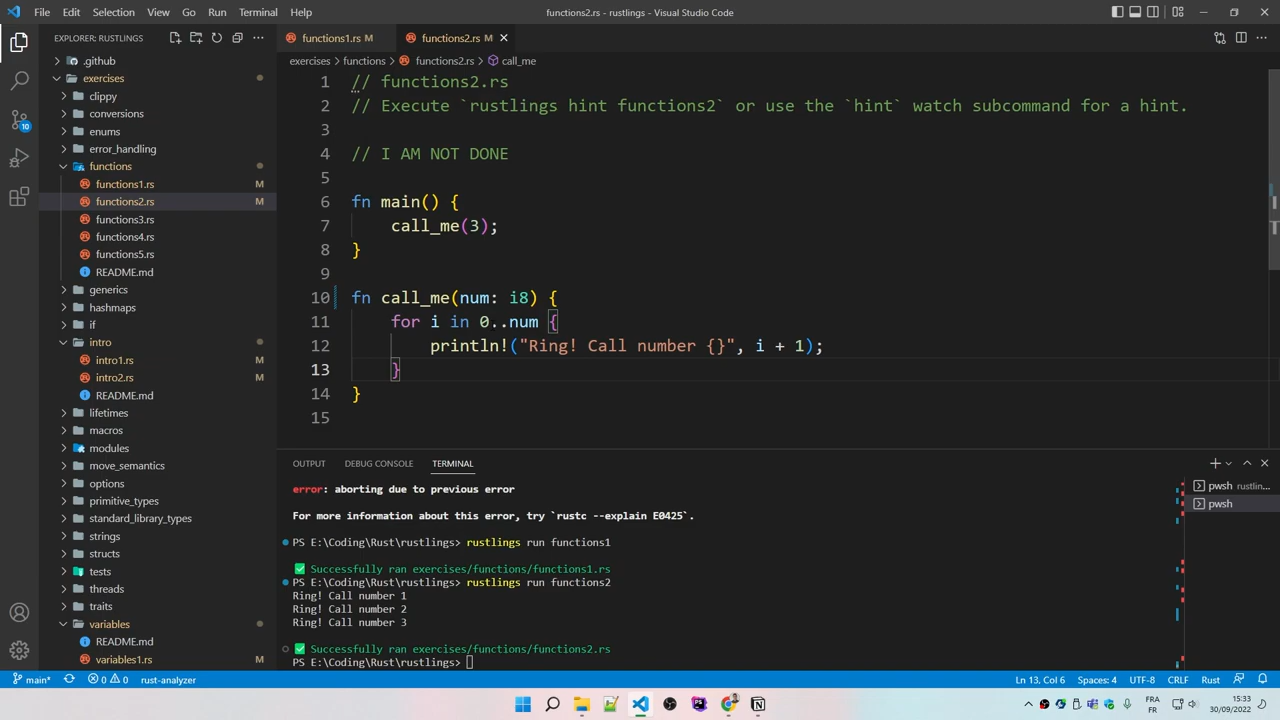 File Edit Selection View Go Run Terminal Help
functions2.rs - rustlings - Visual Studio Code
EXPLORER: RUSTLINGS
.github
exercises
clippy
conversions
enums
error_handling
functions
functions1.rs M
functions2.rs M
functions3.rs
functions4.rs
functions5.rs
README.md
generics
hashmaps
if
intro
intro1.rs M
intro2.rs M
README.md
lifetimes
macros
modules
move_semantics
options
primitive_types
standard_library_types
strings
structs
tests
threads
traits
variables
README.md
variables1.rs M
10
functions1.rs M
functions2.rs M
exercises > functions > functions2.rs > call_me
1 // functions2.rs
2 // Execute `rustlings hint functions2` or use the `hint` watch subcommand for a hint.
3
4 // I AM NOT DONE
5
6 fn main() {
7 call_me(3);
8 }
9
10 fn call_me(num: i8) {
11 for i in 0..num {
12 println!("Ring! Call number {}", i + 1);
13 }
14 }
15
OUTPUT DEBUG CONSOLE TERMINAL
error: aborting due to previous error
For more information about this error, try `rustc --explain E0425`.
PS E:\Coding\Rust\rustlings> rustlings run functions1
✅ Successfully ran exercises/functions/functions1.rs
PS E:\Coding\Rust\rustlings> rustlings run functions2
Ring! Call number 1
Ring! Call number 2
Ring! Call number 3
✅ Successfully ran exercises/functions/functions2.rs
PS E:\Coding\Rust\rustlings>
pwsh rustlin...
pwsh
main* 0 0 rust-analyzer
Ln 13, Col 6 Spaces: 4 UTF-8 CRLF Rust
FRA
FR
15:33
30/09/2022